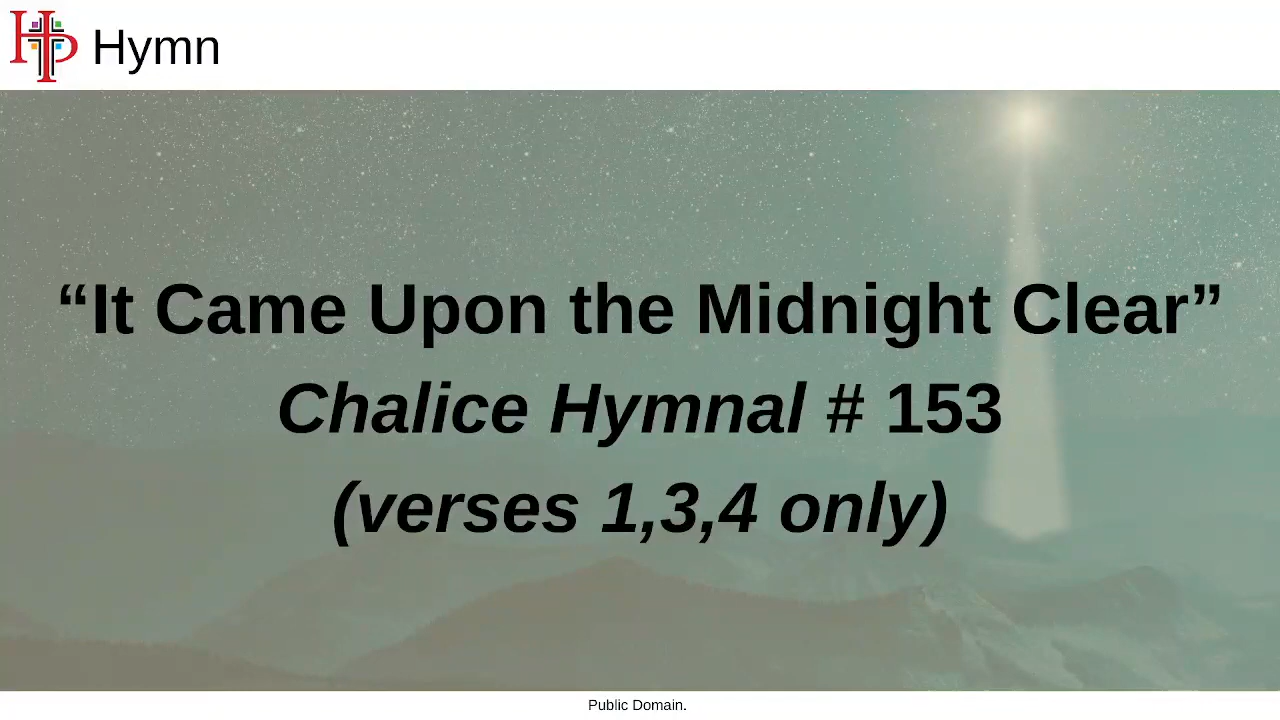 Hymn
“It Came Upon the Midnight Clear”
Chalice Hymnal # 153
(verses 1,3,4 only)
Public Domain.